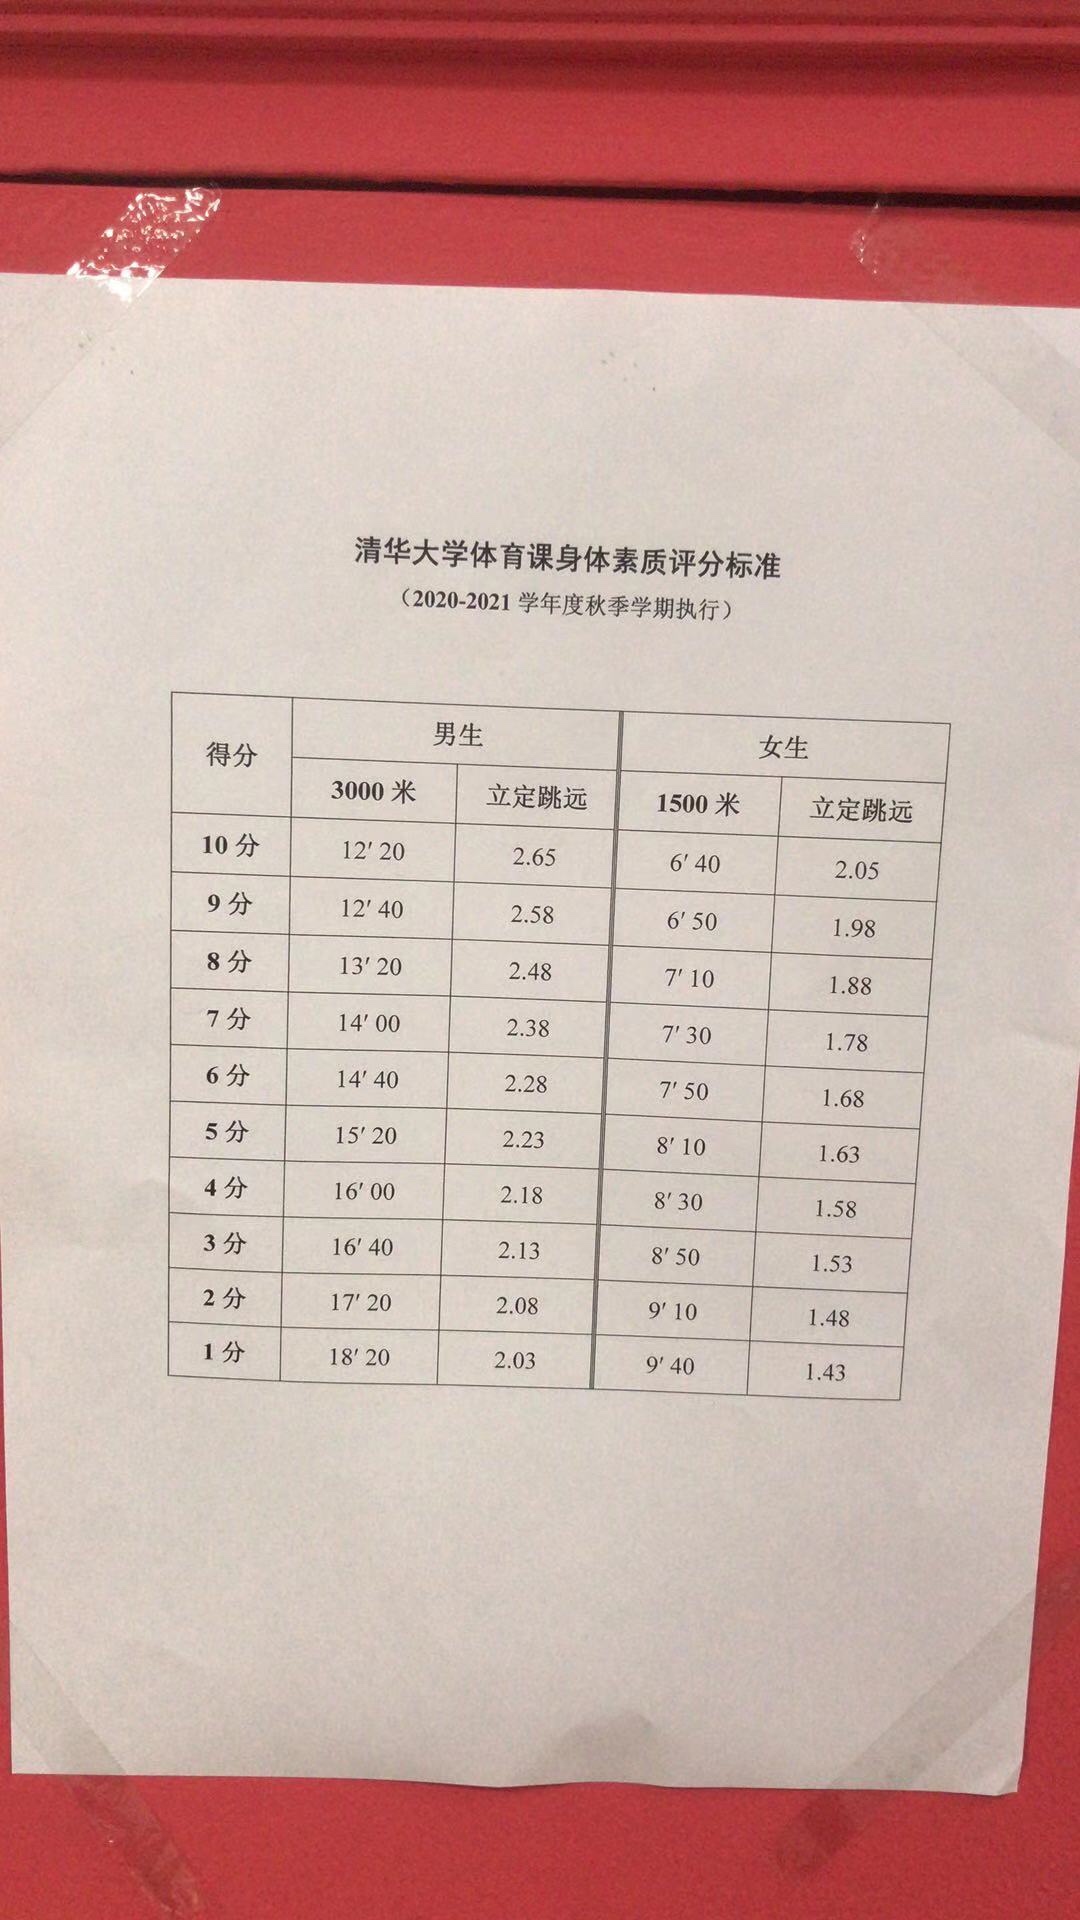 清华大学体育课身体素质评分标准
（2020-2021 学年度秋季学期执行）
得分 男生 女生
3000 米 立定跳远 1500 米 立定跳远
10 分 12′ 20 2.65 6′ 40 2.05
9 分 12′ 40 2.58 6′ 50 1.98
8 分 13′ 20 2.48 7′ 10 1.88
7 分 14′ 00 2.38 7′ 30 1.78
6 分 14′ 40 2.28 7′ 50 1.68
5 分 15′ 20 2.23 8′ 10 1.63
4 分 16′ 00 2.18 8′ 30 1.58
3 分 16′ 40 2.13 8′ 50 1.53
2 分 17′ 20 2.08 9′ 10 1.48
1 分 18′ 20 2.03 9′ 40 1.43